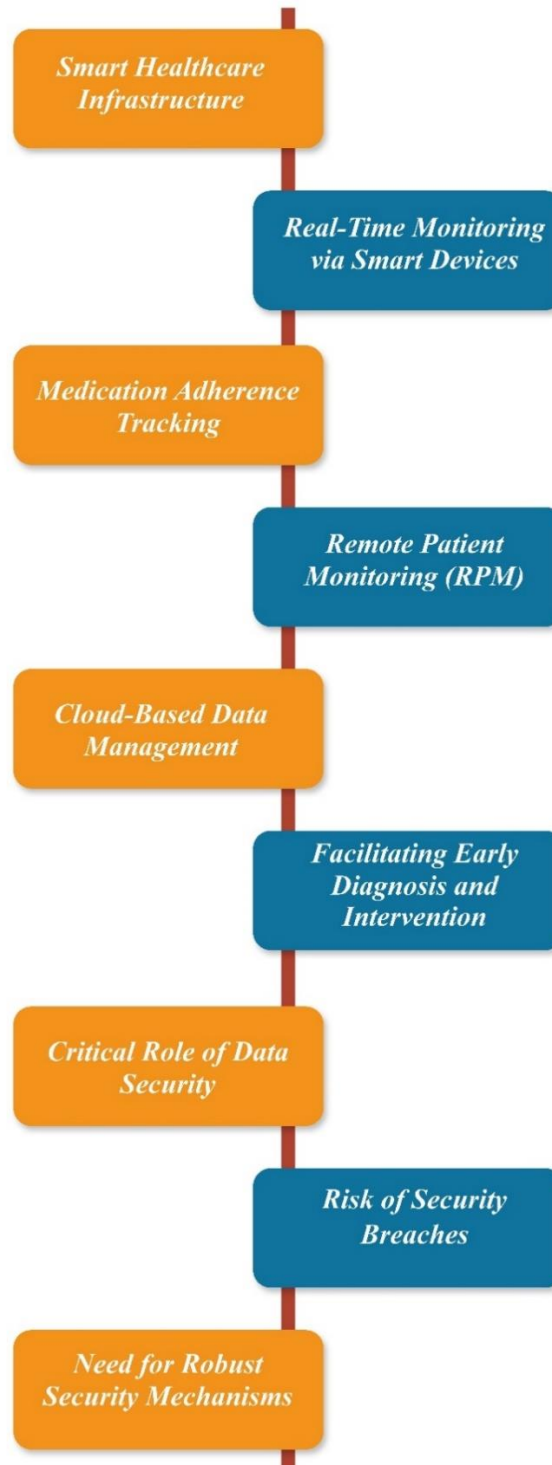 Smart Healthcare
Infrastructure
Real-Time Monitoring
via Smart Devices
Medication Adherence
Tracking
Remote Patient
Monitoring (RPM)
Cloud-Based Data
Management
Facilitating Early
Diagnosis and
Intervention
Critical Role of Data
Security
Risk of Security
Breaches
Need for Robust
Security Mechanisms